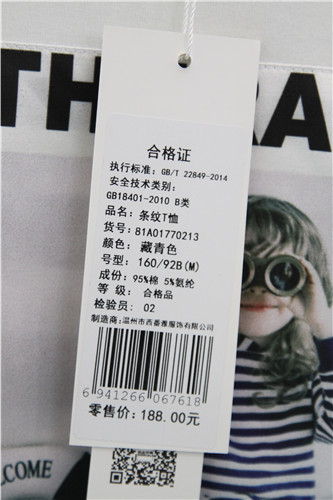 TH RA
合格证
执行标准: GB/T 22849-2014
安全技术类别:
GB18401-2010 B类
品名: 条纹T恤
货号: 81A01770213
颜色: 藏青色
号型: 160/92B(M)
成份: 95%棉 5%氨纶
等 级: 合格品
检验员: 02
制造商: 温州市西番雅服饰有限公司
6 941266 067618
零售价: 188.00元
LCOME